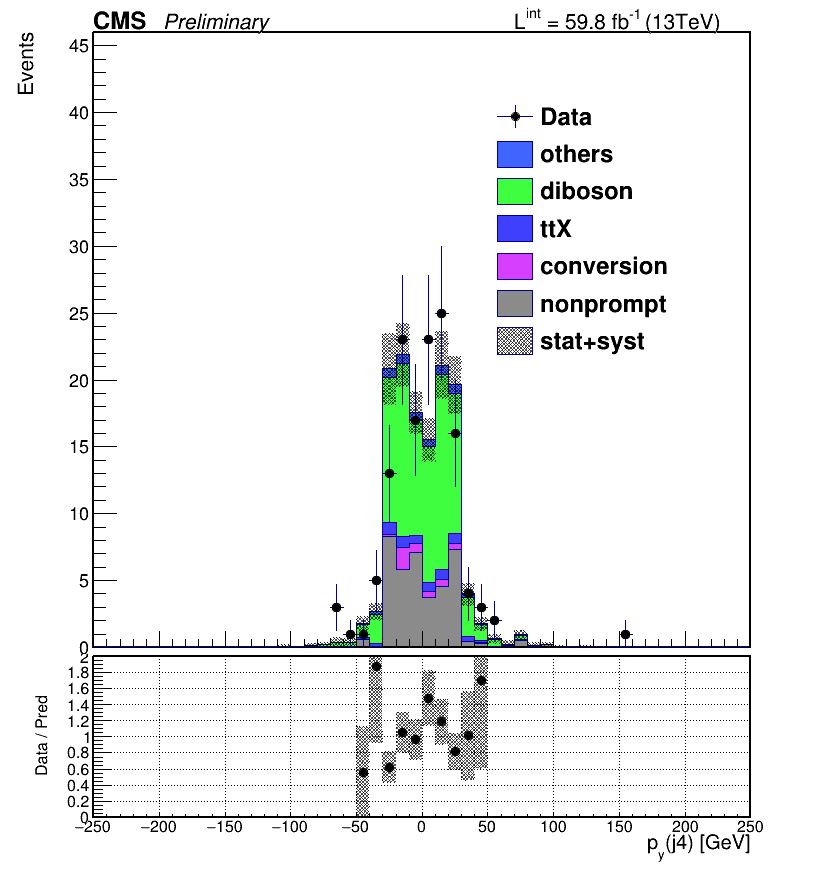 CMS Preliminary L^int = 59.8 fb^-1 (13TeV)
Events
45
40
35
30
25
20
15
10
5
0
Data
others
diboson
ttX
conversion
nonprompt
stat+syst
Data / Pred
2
1.8
1.6
1.4
1.2
1
0.8
0.6
0.4
0.2
0
−250 −200 −150 −100 −50 0 50 100 150 200 250
p_y(j4) [GeV]